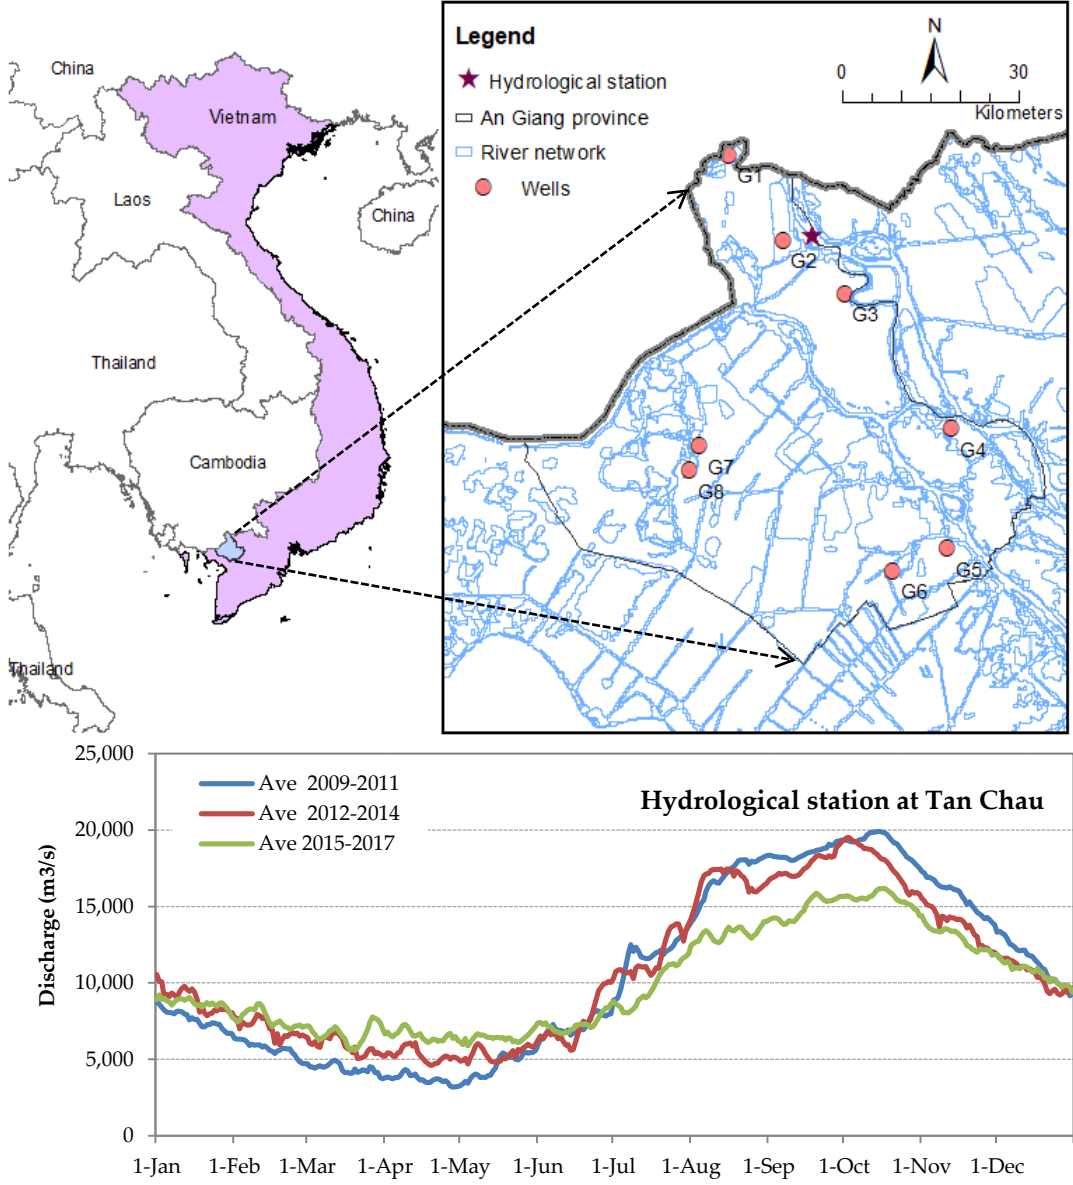 China
Vietnam
Laos
China
Thailand
Cambodia
Thailand
Legend
Hydrological station
An Giang province
River network
Wells
N
0 30
Kilometers
G1
G2
G3
G4
G7
G8
G5
G6
25,000
20,000
15,000
10,000
5,000
0
Discharge (m3/s)
Ave 2009-2011
Ave 2012-2014
Ave 2015-2017
Hydrological station at Tan Chau
1-Jan 1-Feb 1-Mar 1-Apr 1-May 1-Jun 1-Jul 1-Aug 1-Sep 1-Oct 1-Nov 1-Dec